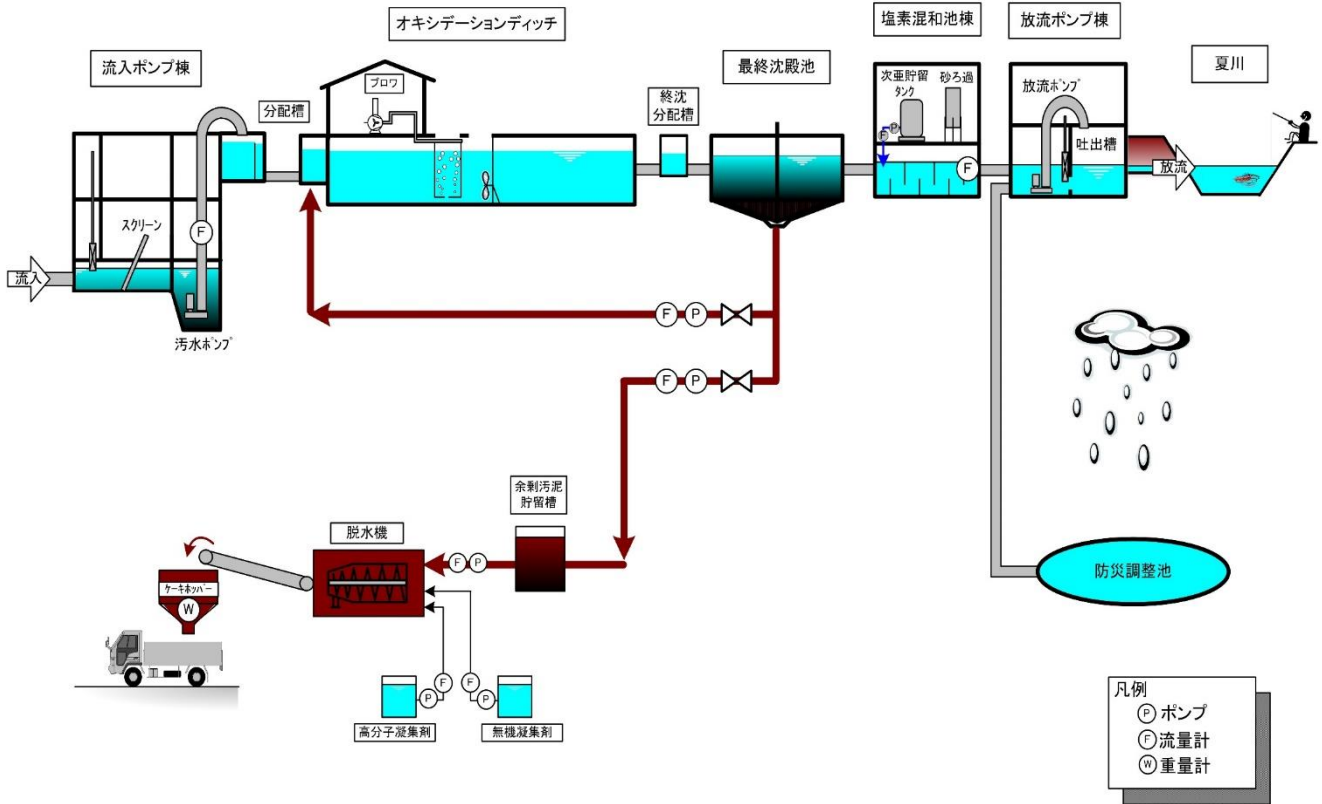 オキシデーションディッチ
塩素混和池棟
放流ポンプ棟
流入ポンプ棟
最終沈殿池
夏川
分配槽
ブロワ
終沈
分配槽
次亜貯留
タンク
砂ろ過
放流ポンプ
吐出槽
P
F
F
放流
スクリーン
F
流入
汚水ポンプ
F
P
F
P
余剰汚泥
貯留槽
脱水機
F
P
防災調整池
ケーキホッパー
W
F
F
P
P
高分子凝集剤
無機凝集剤
凡例
P ポンプ
F 流量計
W 重量計